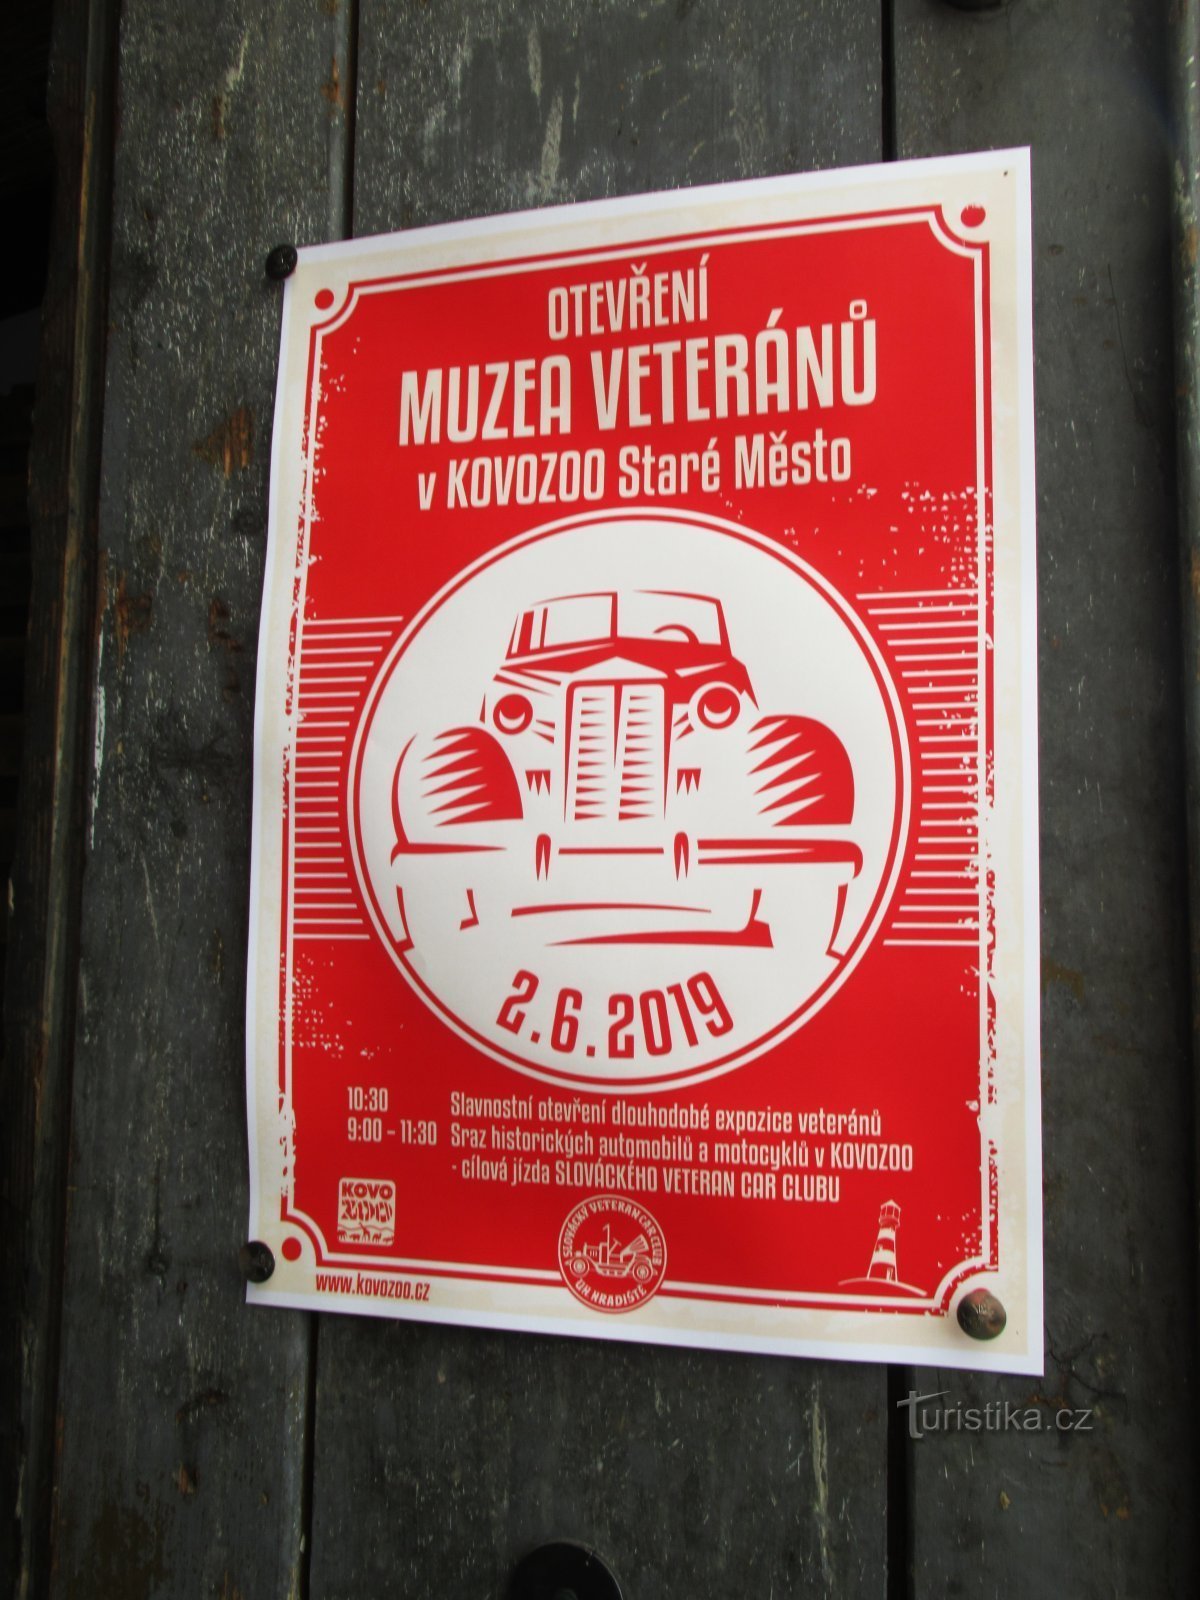 OTEVŘENÍ
MUZEA VETERÁNŮ
v KOVOZOO Staré Město
2.6.2019
10:30 Slavnostní otevření dlouhodobé expozice veteránů
9:00 - 11:30 Sraz historických automobilů a motocyklů v KOVOZOO
- cílová jízda SLOVÁCKÉHO VETERAN CAR CLUBU
KOVO
ZOO
SLOVÁCKÝ VETERAN CAR CLUB
UH. HRADIŠTĚ
www.kovozoo.cz
Turistika.cz